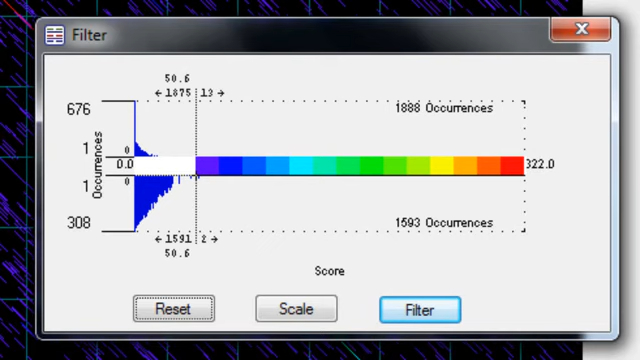 Filter
50.6
← 1875 13 →
676
1888 Occurrences
1
0
0.0
322.0
Occurrences
1
0
308
1593 Occurrences
← 1591 2 →
50.6
Score
Reset
Scale
Filter